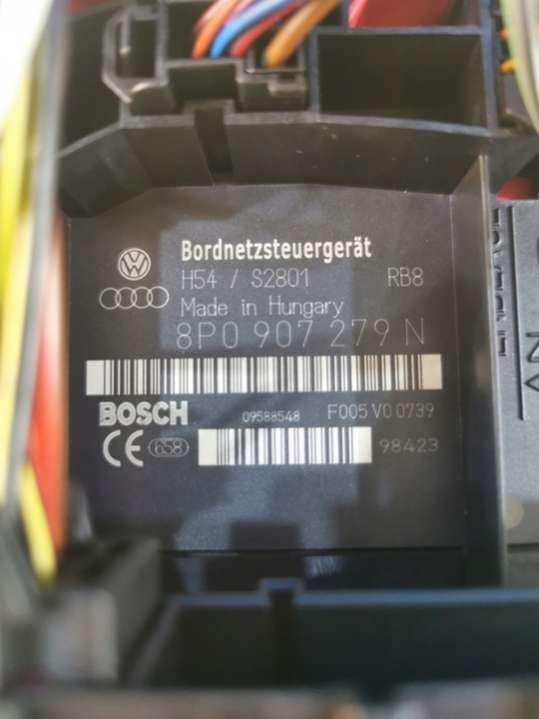 Bordnetzsteuergerät
H54 / S2801 RB8
Made in Hungary
8P0 907 279 N
BOSCH 09588548 F005 V0 0739
CE 658 98423